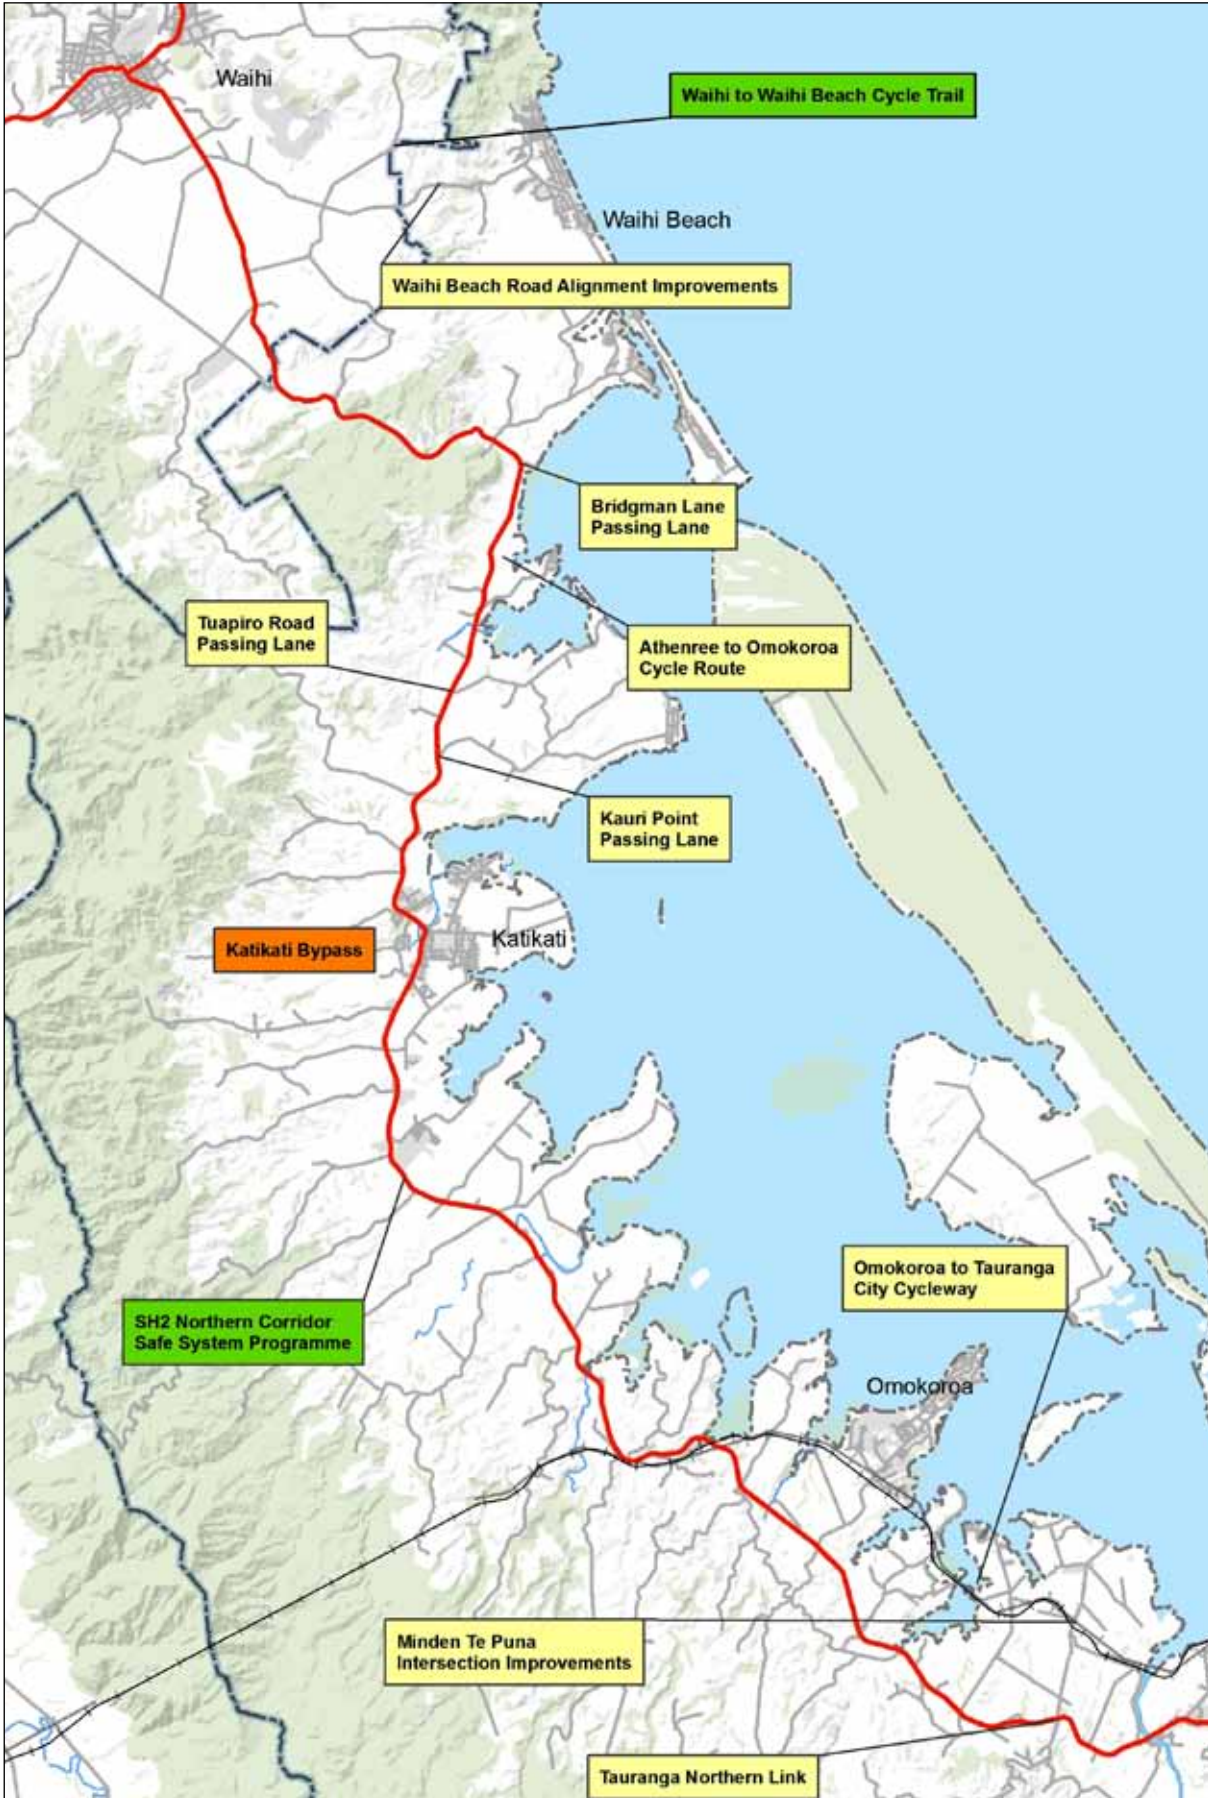 Waihi
Waihi to Waihi Beach Cycle Trail
Waihi Beach
Waihi Beach Road Alignment Improvements
Bridgman Lane
Passing Lane
Tuapiro Road
Passing Lane
Athenree to Omokoroa
Cycle Route
Kauri Point
Passing Lane
Katikati Bypass
Katikati
Omokoroa to Tauranga
City Cycleway
SH2 Northern Corridor
Safe System Programme
Omokoroa
Minden Te Puna
Intersection Improvements
Tauranga Northern Link